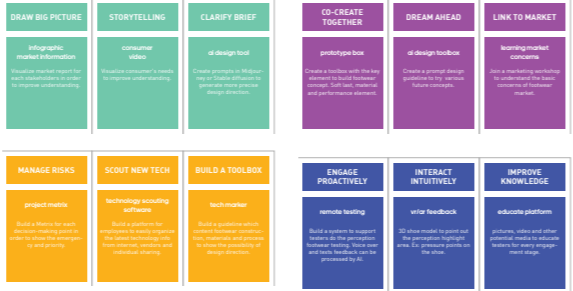 DRAW BIG PICTURE
infographic
market information
Visualize market report for
each stakeholders in order
to improve understanding.
STORYTELLING
consumer
video
Visualize consumer's needs
to improve understanding.
CLARIFY BRIEF
ai design tool
Create prompts in Midjour-
ney or Stable diffusion to
generate more precise
design direction.
CO-CREATE
TOGETHER
prototype box
Create a toolbox with the key
element to build footwear
concept. Soft last, material
and performance element.
DREAM AHEAD
ai design toolbox
Create a prompt design
guideline to try various
future concepts.
LINK TO MARKET
learning market
concerns
Join a marketing workshop
to understand the basic
concerns of footwear
market.
MANAGE RISKS
project matrix
Build a Metrix for each
decision-making point in
order to show the emergen-
cy and priority.
SCOUT NEW TECH
technology scouting
software
Build a platform for
employees to easily organize
the latest technology info
from internet, vendors and
individual sharing.
BUILD A TOOLBOX
tech marker
Build a guideline which
content footwear construc-
tion, materials and process
to show the possibility of
design direction.
ENGAGE
PROACTIVELY
remote testing
Build a system to support
testers do the perception
footwear testing. Voice over
and texts feedback can be
processed by AI.
INTERACT
INTUITIVELY
vr/ar feedback
3D shoe model to point out
the perception highlight
area. Ex: pressure points on
the shoe.
IMPROVE
KNOWLEDGE
educate platform
pictures, video and other
potential media to educate
testers for every engage-
ment stage.